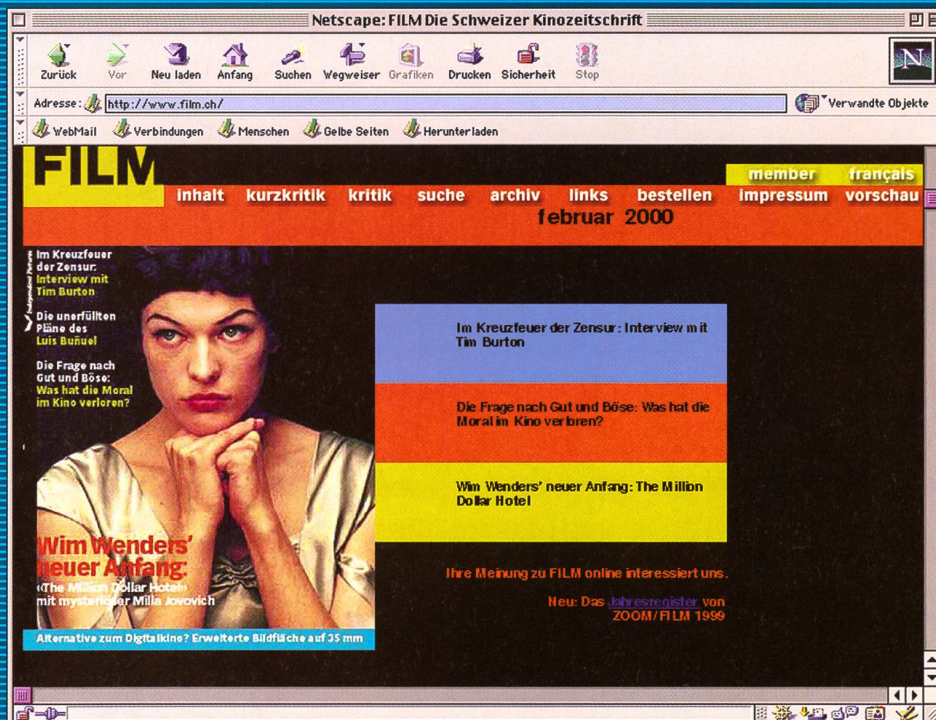 Netscape: FILM Die Schweizer Kinozeitschrift
Zurück Vor Neu laden Anfang Suchen Wegweiser Grafiken Drucken Sicherheit Stop
N
Adresse: http://www.film.ch/ Verwandte Objekte
WebMail Verbindungen Menschen Gelbe Seiten Herunterladen
FILM
member français
inhalt kurzkritik kritik suche archiv links bestellen impressum vorschau
februar 2000
Im Kreuzfeuer
der Zensur:
Interview mit
Tim Burton
Die unerfüllten
Pläne des
Luis Buñuel
Die Frage nach
Gut und Böse:
Was hat die Moral
im Kino verloren?
Wim Wenders'
neuer Anfang:
«The Million Dollar Hotel»
mit mysteriöser Milla Jovovich
Alternative zum Digitalkino? Erweiterte Bildfläche auf 35 mm
Im Kreuzfeuer der Zensur: Interview mit
Tim Burton
Die Frage nach Gut und Böse: Was hat die
Moral im Kino verloren?
Wim Wenders' neuer Anfang: The Million
Dollar Hotel
Ihre Meinung zu FILM online interessiert uns.
Neu: Das Jahresregister von
ZOOM/FILM 1999